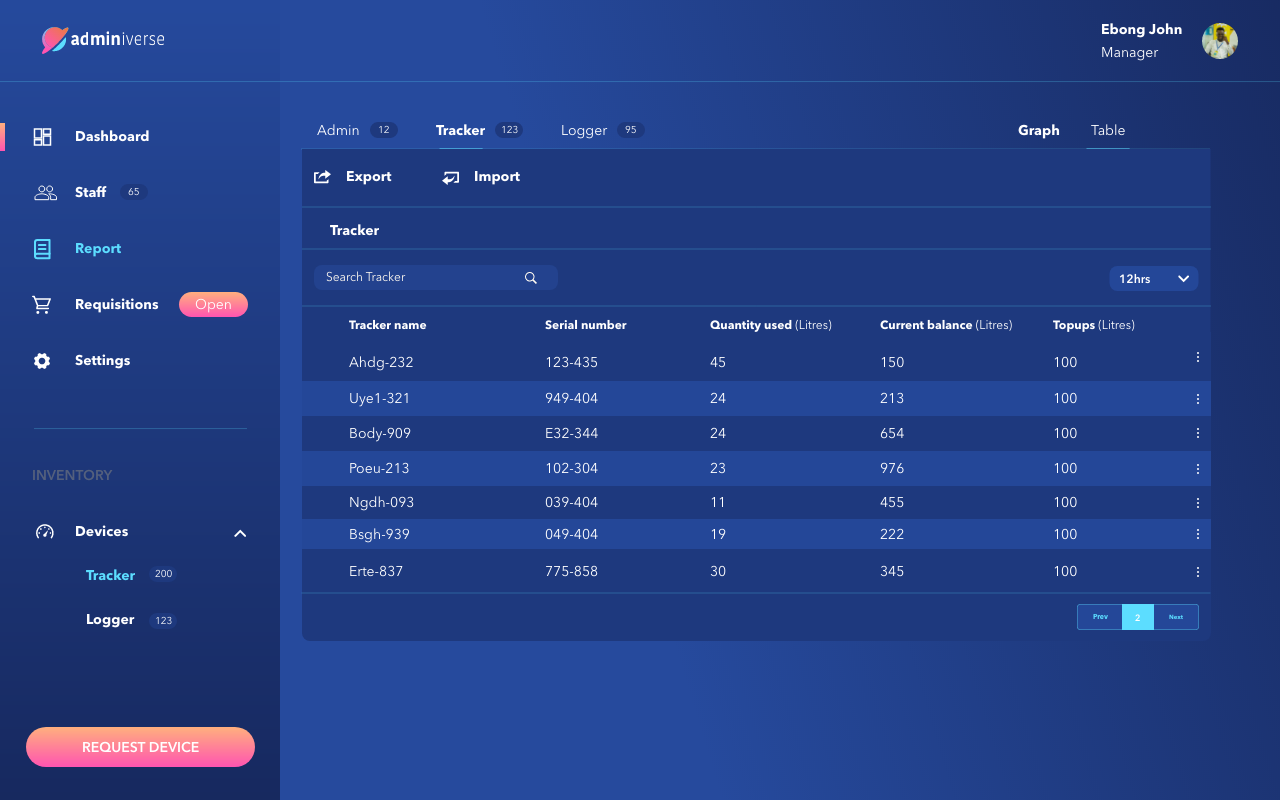 adminiverse
Ebong John
Manager
Dashboard
Staff 65
Report
Requisitions Open
Settings
INVENTORY
Devices
Tracker 200
Logger 123
REQUEST DEVICE
Admin 12 Tracker 123 Logger 95 Graph Table
Export Import
Tracker
Search Tracker 12hrs
Tracker name Serial number Quantity used (Litres) Current balance (Litres) Topups (Litres)
Ahdg-232 123-435 45 150 100
Uye1-321 949-404 24 213 100
Body-909 E32-344 24 654 100
Poeu-213 102-304 23 976 100
Ngdh-093 039-404 11 455 100
Bsgh-939 049-404 19 222 100
Erte-837 775-858 30 345 100
Prev 2 Next